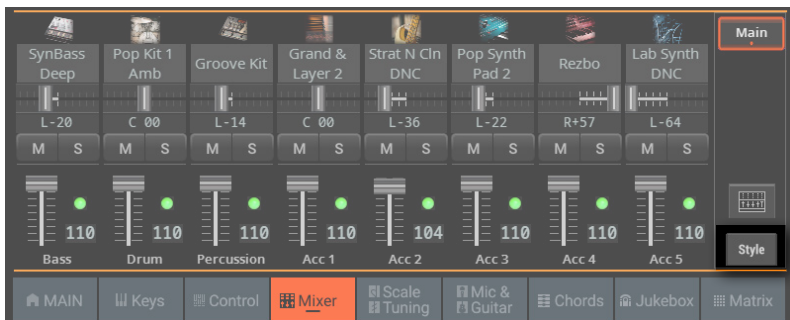 SynBass Deep
Pop Kit 1 Amb
Groove Kit
Grand & Layer 2
Strat N Cln DNC
Pop Synth Pad 2
Rezbo
Lab Synth DNC
Main
L-20 C 00 L-14 C 00 L-36 L-22 R+57 L-64
M S M S M S M S M S M S M S M S
110 110 110 110 104 110 110 110
Bass Drum Percussion Acc 1 Acc 2 Acc 3 Acc 4 Acc 5
Style
MAIN Keys Control Mixer Scale Tuning Mic & Guitar Chords Jukebox Matrix